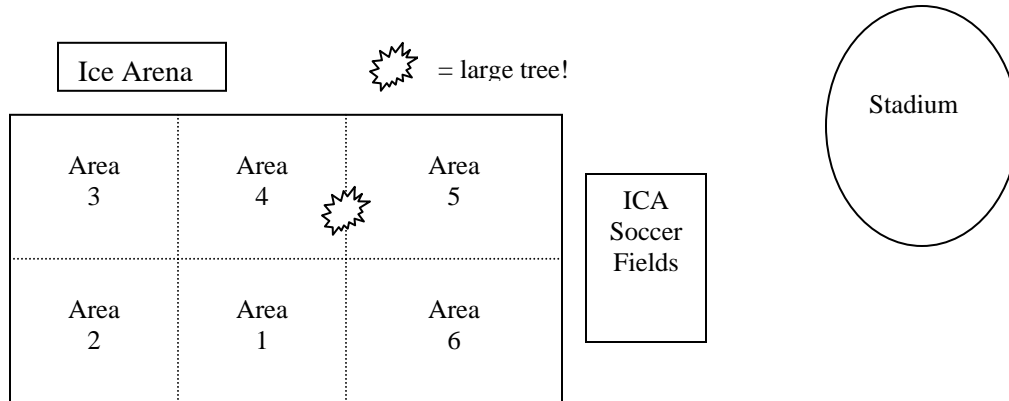 Ice Arena
= large tree!
Stadium
Area
3
Area
4
Area
5
ICA
Soccer
Fields
Area
2
Area
1
Area
6